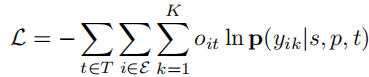 $$\mathcal{L} = -\sum_{t \in T} \sum_{i \in \mathcal{E}} \sum_{k=1}^{K} o_{it} \ln \mathbf{p}(y_{ik}|s, p, t)$$